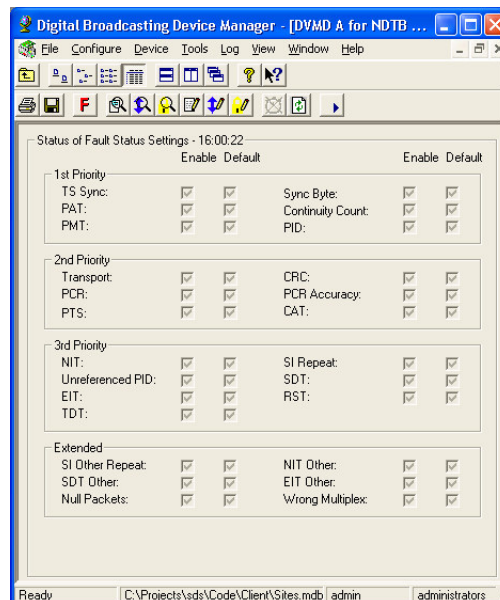 Digital Broadcasting Device Manager - [DVMD A for NDTB ...
File Configure Device Tools Log View Window Help
F
Status of Fault Status Settings - 16:00:22
Enable Default Enable Default
1st Priority
TS Sync: Sync Byte:
PAT: Continuity Count:
PMT: PID:
2nd Priority
Transport: CRC:
PCR: PCR Accuracy:
PTS: CAT:
3rd Priority
NIT: SI Repeat:
Unreferenced PID: SDT:
EIT: RST:
TDT:
Extended
SI Other Repeat: NIT Other:
SDT Other: EIT Other:
Null Packets: Wrong Multiplex:
Ready C:\Projects\sds\Code\Client\Sites.mdb admin administrators